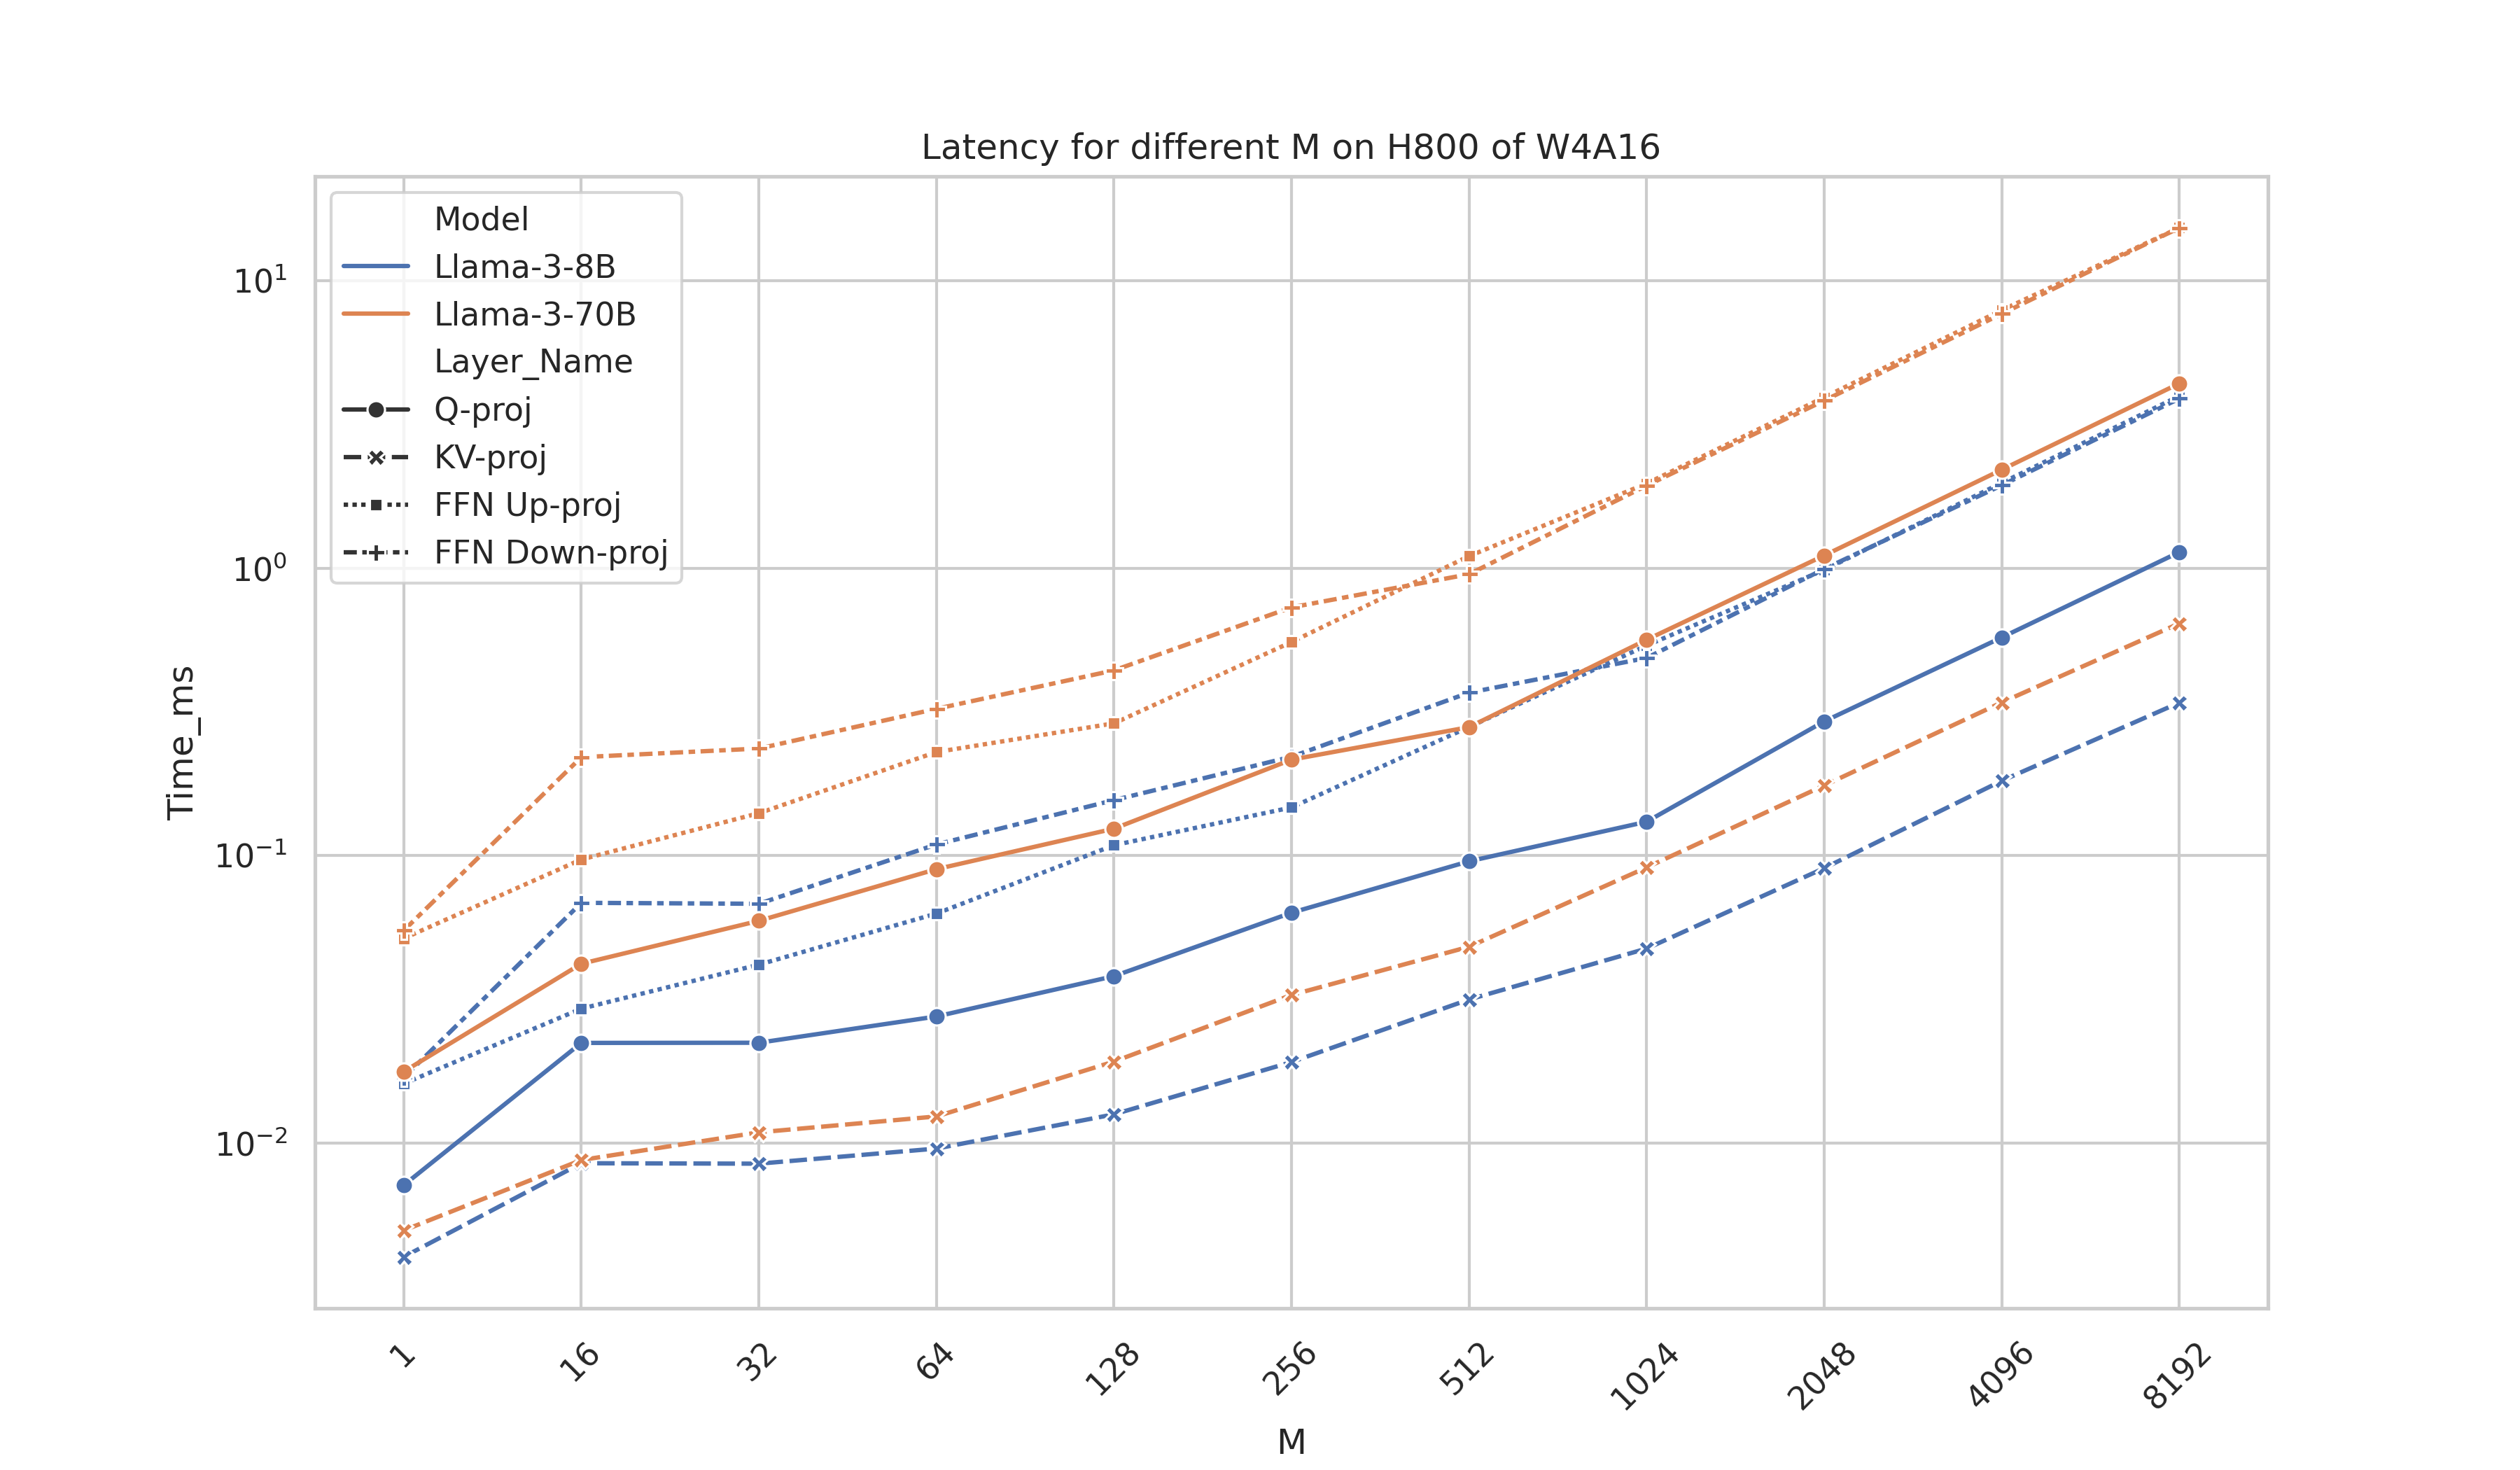 Latency for different M on H800 of W4A16
Model
Llama-3-8B
Llama-3-70B
Layer_Name
Q-proj
KV-proj
FFN Up-proj
FFN Down-proj
10¹
10⁰
10⁻¹
10⁻²
Time_ms
1 16 32 64 128 256 512 1024 2048 4096 8192
M